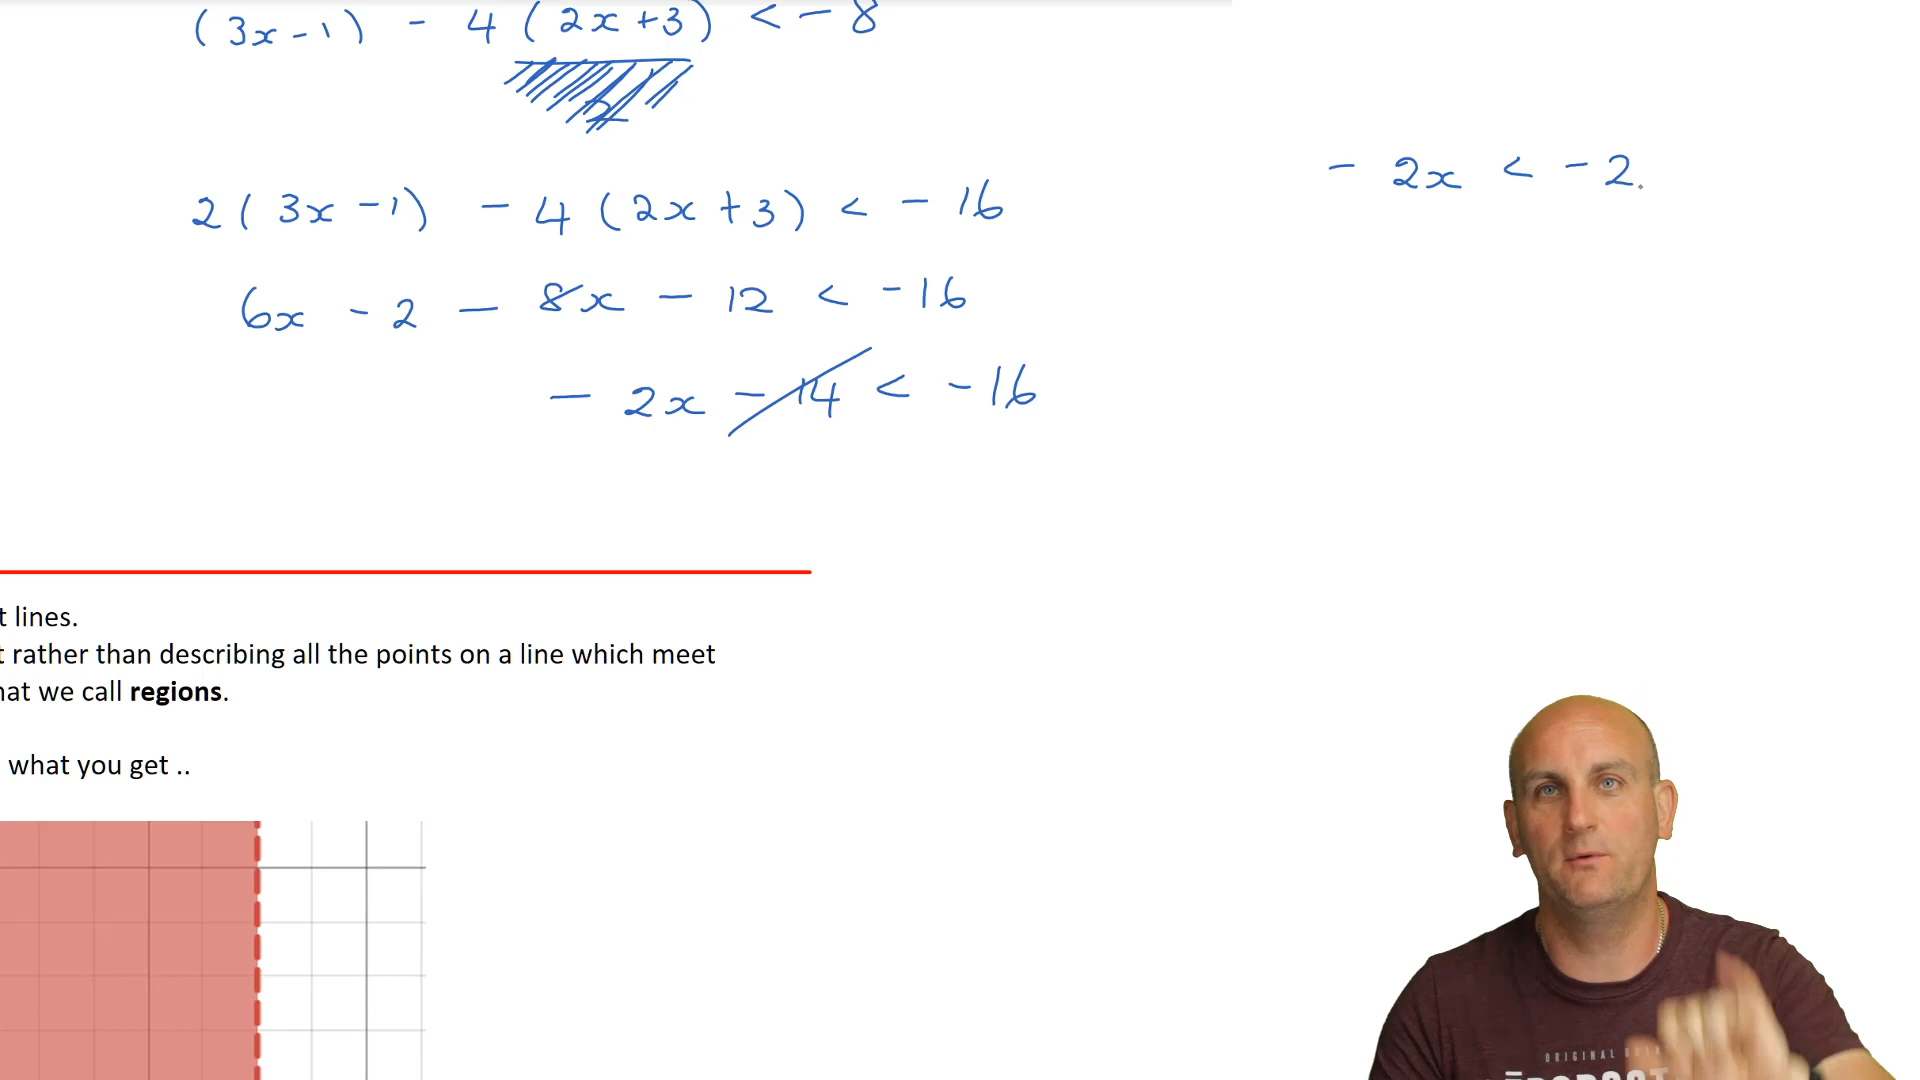 (3x-1) - 4(2x+3) < -8
2(3x-1) - 4(2x+3) < -16
6x - 2 - 8x - 12 < -16
- 2x - 14 < -16
- 2x < -2
t lines.
t rather than describing all the points on a line which meet
hat we call regions.
what you get ..
ORIGINAL